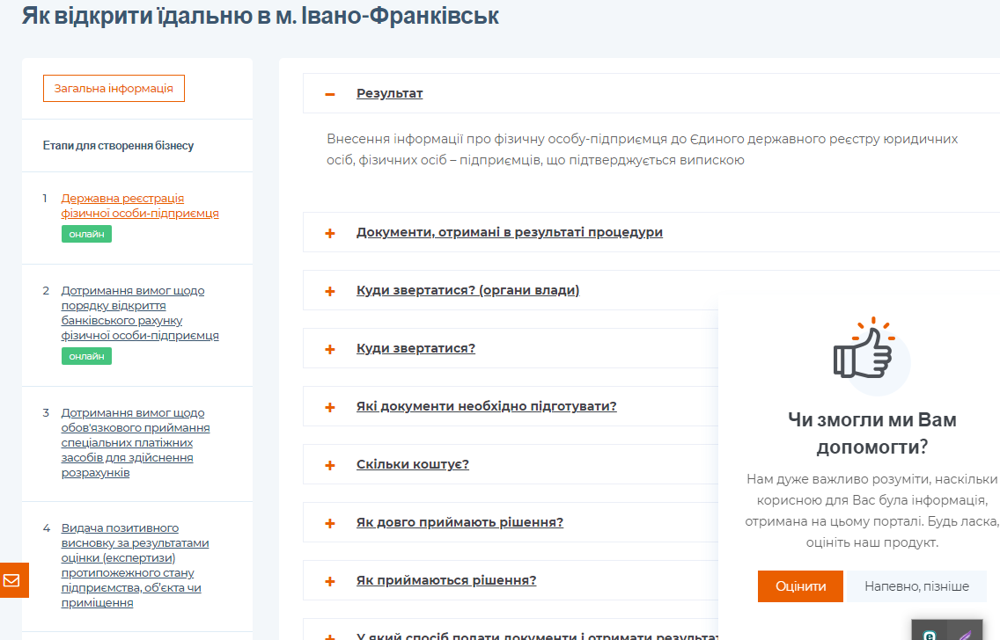 Як відкрити їдальню в м. Івано-Франківськ
Загальна інформація
Етапи для створення бізнесу
1 Державна реєстрація
фізичної особи-підприємця
онлайн
2 Дотримання вимог щодо
порядку відкриття
банківського рахунку
фізичної особи-підприємця
онлайн
3 Дотримання вимог щодо
обов'язкового приймання
спеціальних платіжних
засобів для здійснення
розрахунків
4 Видача позитивного
висновку за результатами
оцінки (експертизи)
протипожежного стану
підприємства, об'єкта чи
приміщення
Результат
Внесення інформації про фізичну особу-підприємця до Єдиного державного реєстру юридичних
осіб, фізичних осіб – підприємців, що підтверджується випискою
Документи, отримані в результаті процедури
Куди звертатися? (органи влади)
Куди звертатися?
Які документи необхідно підготувати?
Скільки коштує?
Як довго приймають рішення?
Як приймаються рішення?
У який спосіб подати документи і отримати
Чи змогли ми Вам
допомогти?
Нам дуже важливо розуміти, наскільки
корисною для Вас була інформація,
отримана на цьому порталі. Будь ласка,
оцініть наш продукт.
Оцінити
Напевно, пізніше